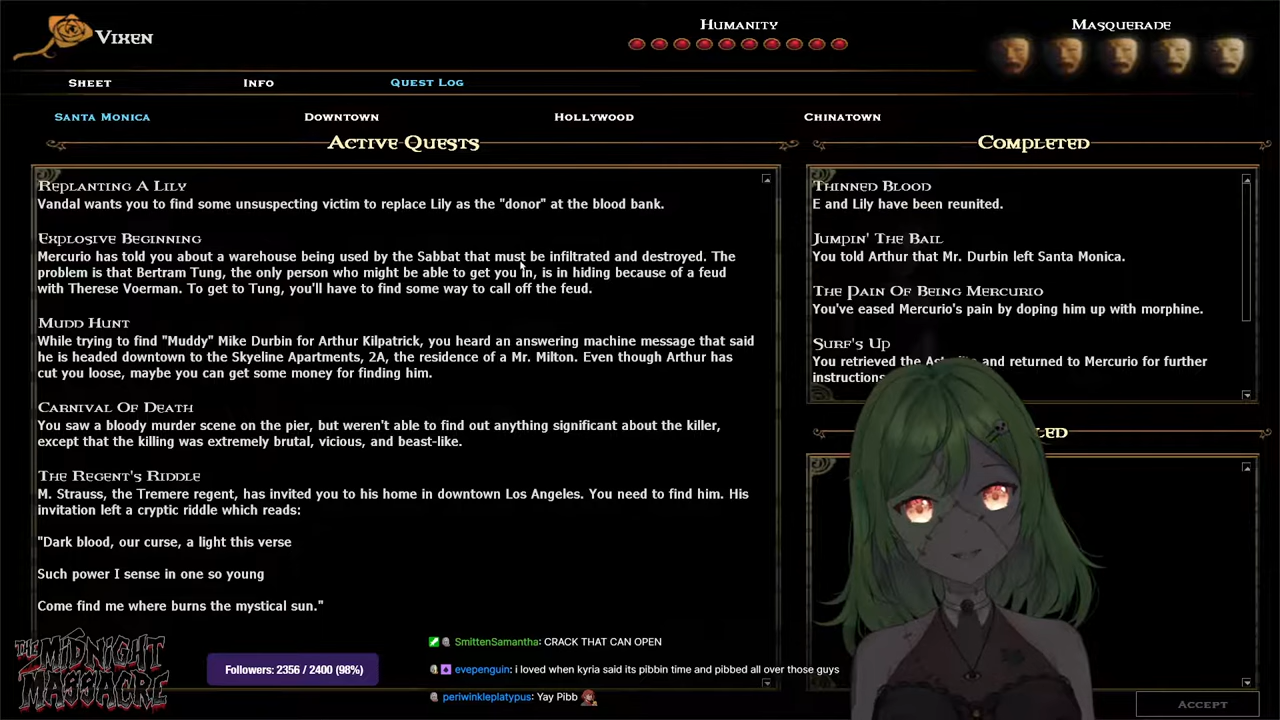 Vixen
Humanity
Masquerade
Sheet
Info
Quest Log
Santa Monica
Downtown
Hollywood
Chinatown
Active Quests
Replanting A Lily
Vandal wants you to find some unsuspecting victim to replace Lily as the "donor" at the blood bank.
Explosive Beginning
Mercurio has told you about a warehouse being used by the Sabbat that must be infiltrated and destroyed. The
problem is that Bertram Tung, the only person who might be able to get you in, is in hiding because of a feud
with Therese Voerman. To get to Tung, you'll have to find some way to call off the feud.
Mudd Hunt
While trying to find "Muddy" Mike Durbin for Arthur Kilpatrick, you heard an answering machine message that said
he is headed downtown to the Skyeline Apartments, 2A, the residence of a Mr. Milton. Even though Arthur has
cut you loose, maybe you can get some money for finding him.
Carnival Of Death
You saw a bloody murder scene on the pier, but weren't able to find out anything significant about the killer,
except that the killing was extremely brutal, vicious, and beast-like.
The Regent's Riddle
M. Strauss, the Tremere regent, has invited you to his home in downtown Los Angeles. You need to find him. His
invitation left a cryptic riddle which reads:
"Dark blood, our curse, a light this verse
Such power I sense in one so young
Come find me where burns the mystical sun."
Completed
Thinned Blood
E and Lily have been reunited.
Jumpin' The Bail
You told Arthur that Mr. Durbin left Santa Monica.
The Pain Of Being Mercurio
You've eased Mercurio's pain by doping him up with morphine.
Surf's Up
You retrieved the and returned to Mercurio for further
instructions
The Midnight
Massacre
Followers: 2356 / 2400 (98%)
SmittenSamantha: CRACK THAT CAN OPEN
evepenguin: i loved when kyria said its pibbin time and pibbed all over those guys
periwinkleplatypus: Yay Pibb
Accept